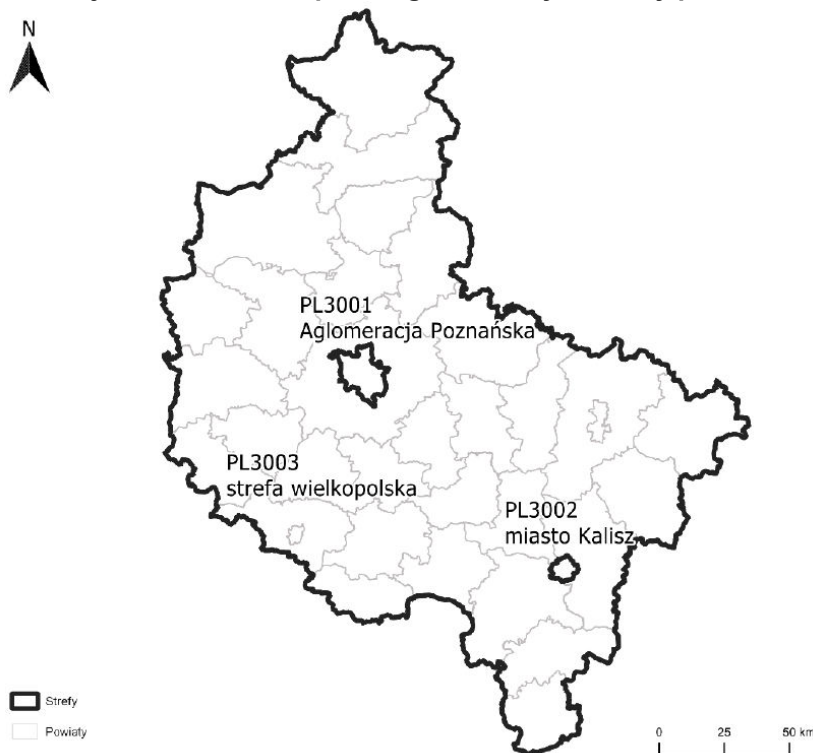 N
PL3001
Aglomeracja Poznańska
PL3003
strefa wielkopolska
PL3002
miasto Kalisz
Strefy
Powiaty
0 25 50 km